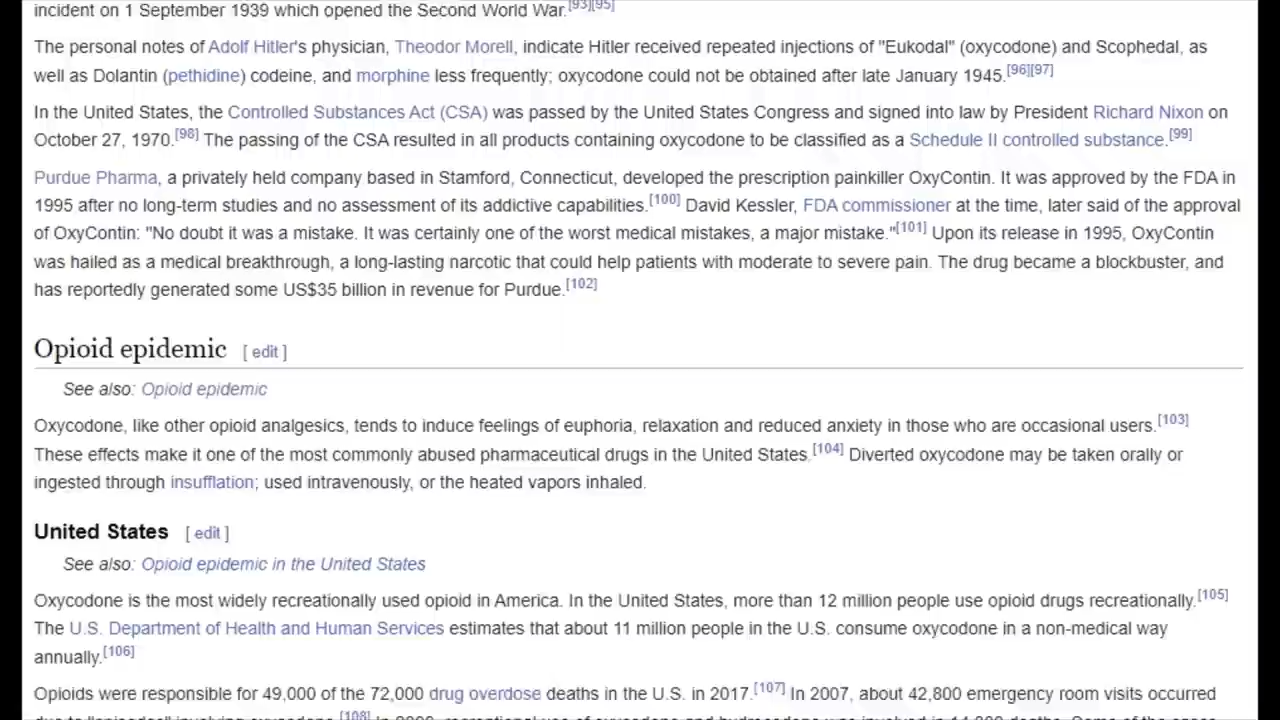 incident on 1 September 1939 which opened the Second World War.[93][95]
The personal notes of Adolf Hitler's physician, Theodor Morell, indicate Hitler received repeated injections of "Eukodal" (oxycodone) and Scophedal, as
well as Dolantin (pethidine) codeine, and morphine less frequently; oxycodone could not be obtained after late January 1945.[96][97]
In the United States, the Controlled Substances Act (CSA) was passed by the United States Congress and signed into law by President Richard Nixon on
October 27, 1970.[98] The passing of the CSA resulted in all products containing oxycodone to be classified as a Schedule II controlled substance.[99]
Purdue Pharma, a privately held company based in Stamford, Connecticut, developed the prescription painkiller OxyContin. It was approved by the FDA in
1995 after no long-term studies and no assessment of its addictive capabilities.[100] David Kessler, FDA commissioner at the time, later said of the approval
of OxyContin: "No doubt it was a mistake. It was certainly one of the worst medical mistakes, a major mistake."[101] Upon its release in 1995, OxyContin
was hailed as a medical breakthrough, a long-lasting narcotic that could help patients with moderate to severe pain. The drug became a blockbuster, and
has reportedly generated some US$35 billion in revenue for Purdue.[102]
Opioid epidemic [ edit ]
See also: Opioid epidemic
Oxycodone, like other opioid analgesics, tends to induce feelings of euphoria, relaxation and reduced anxiety in those who are occasional users.[103]
These effects make it one of the most commonly abused pharmaceutical drugs in the United States.[104] Diverted oxycodone may be taken orally or
ingested through insufflation; used intravenously, or the heated vapors inhaled.
United States [ edit ]
See also: Opioid epidemic in the United States
Oxycodone is the most widely recreationally used opioid in America. In the United States, more than 12 million people use opioid drugs recreationally.[105]
The U.S. Department of Health and Human Services estimates that about 11 million people in the U.S. consume oxycodone in a non-medical way
annually.[106]
Opioids were responsible for 49,000 of the 72,000 drug overdose deaths in the U.S. in 2017.[107] In 2007, about 42,800 emergency room visits occurred